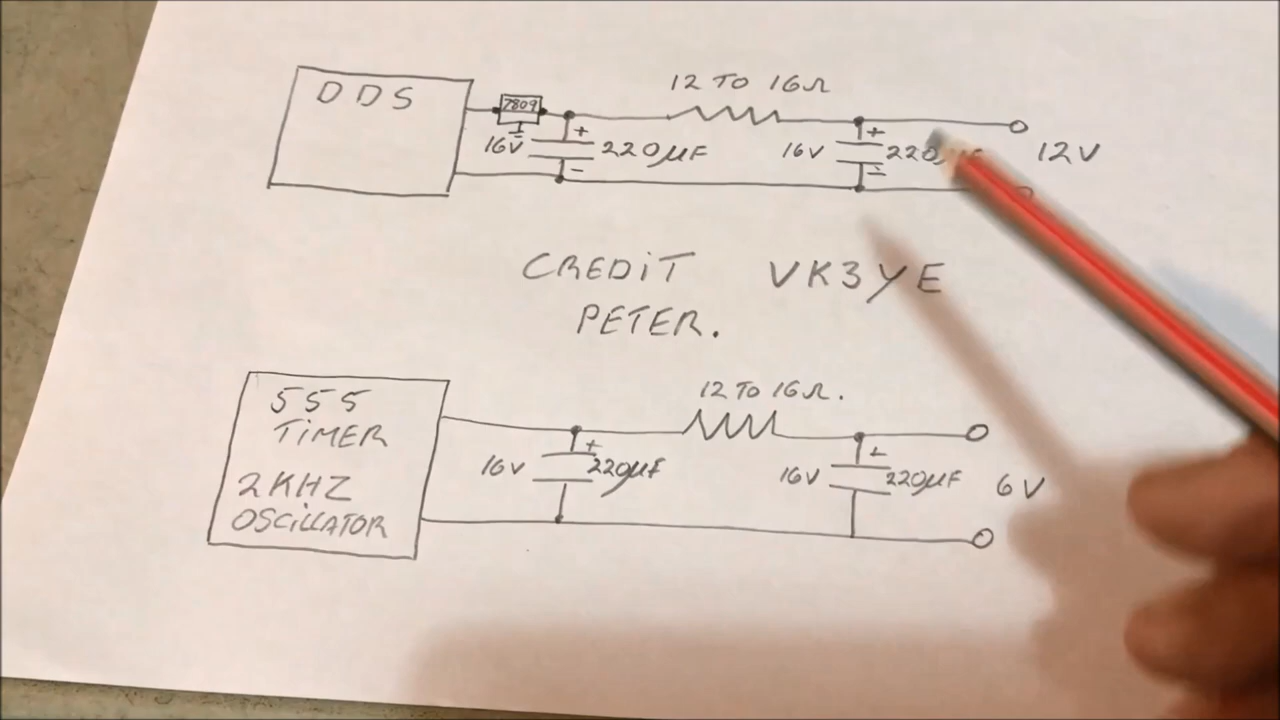 DDS
7809
12 TO 16Ω
16V
+
220µF
-
16V
+
12V
CREDIT VK3YE
PETER.
555
TIMER
2KHZ
OSCILLATOR
12 TO 16Ω.
16V
+
220µF
16V
+
220µF
6V